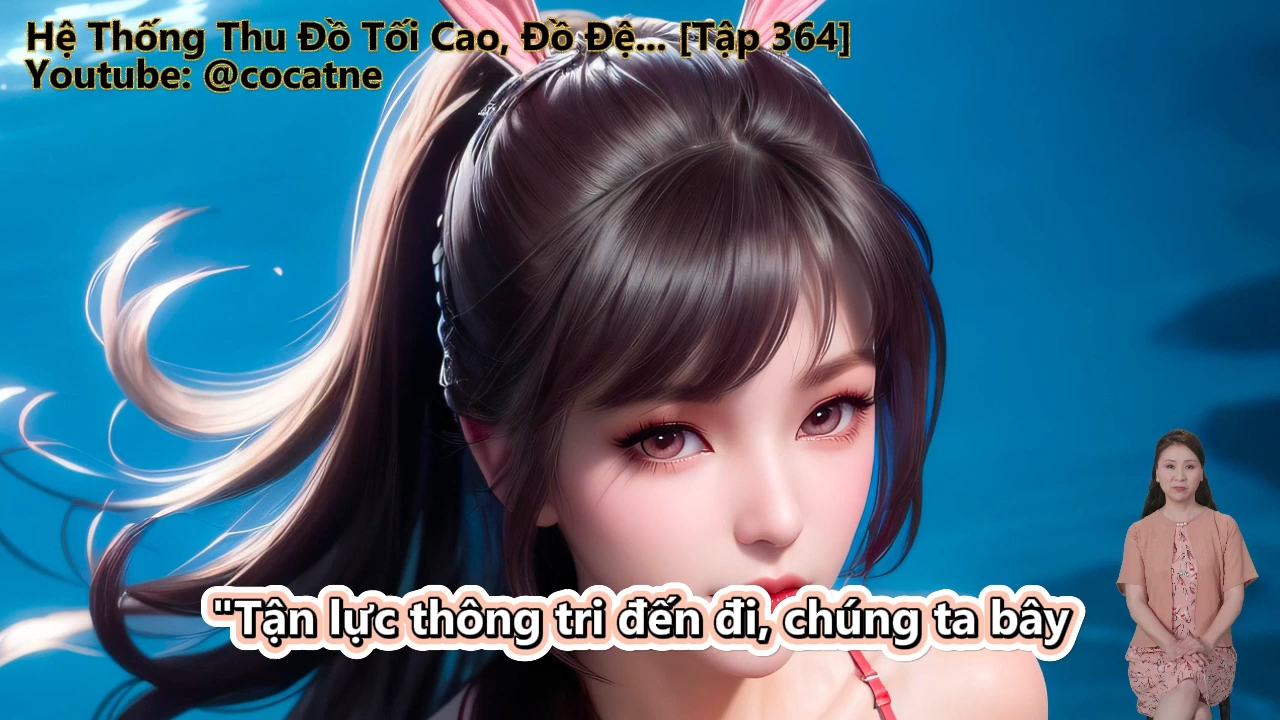 Hệ Thống Thu Đồ Tối Cao, Đồ Đệ... [Tập 364]
Youtube: @cocatne
"Tận lực thông tri đến đi, chúng ta bây